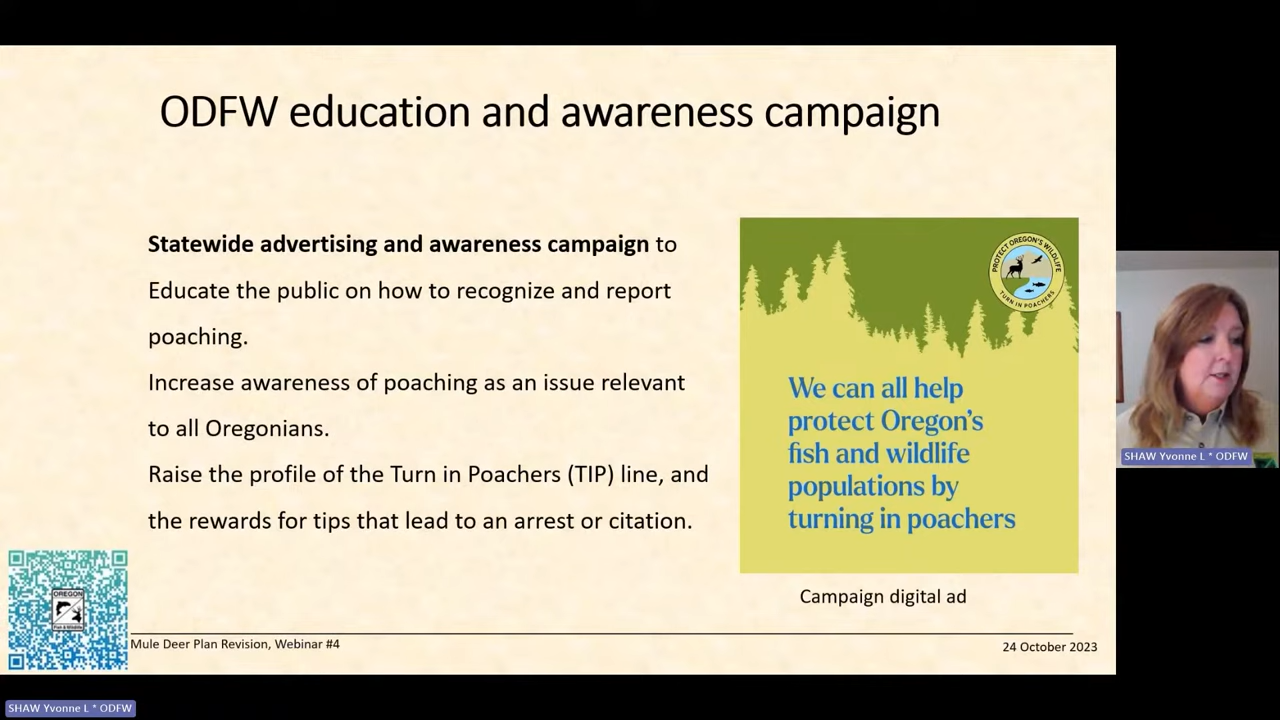 ODFW education and awareness campaign
Statewide advertising and awareness campaign to
Educate the public on how to recognize and report
poaching.
Increase awareness of poaching as an issue relevant
to all Oregonians.
Raise the profile of the Turn in Poachers (TIP) line, and
the rewards for tips that lead to an arrest or citation.
PROTECT OREGON'S WILDLIFE
TURN IN POACHERS
We can all help
protect Oregon's
fish and wildlife
populations by
turning in poachers
Campaign digital ad
SHAW Yvonne L * ODFW
OREGON
Fish & Wildlife
Mule Deer Plan Revision, Webinar #4
24 October 2023
SHAW Yvonne L * ODFW